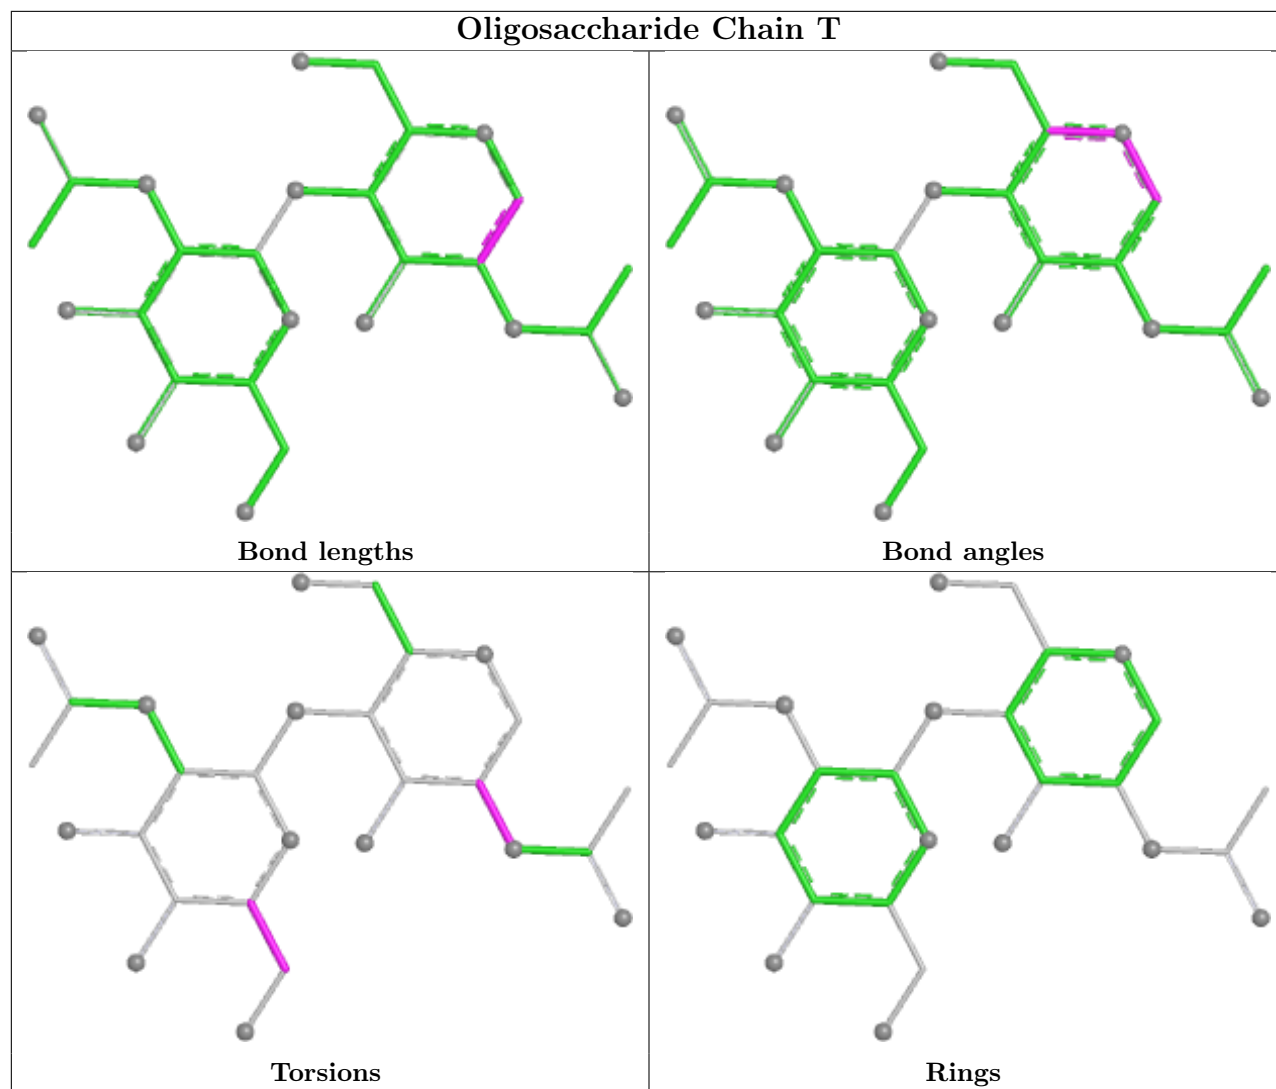 Oligosaccharide Chain T
Bond lengths
Bond angles
Torsions
Rings